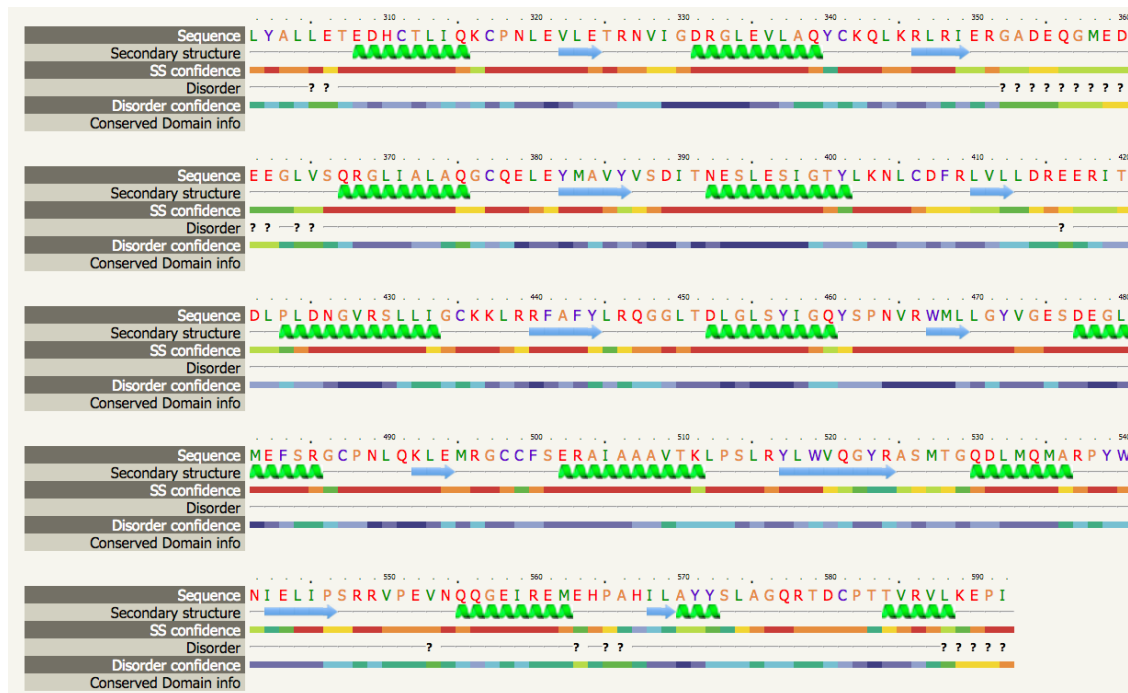 310 320 330 340 350 360
Sequence LYALLETEDHCTLIQKCPNLEVLETRNVIGDRGLEVLAQYCKQLKRLRIERGADEQGMED
Secondary structure
SS confidence
Disorder ? ? ? ? ? ? ? ? ? ? ?
Disorder confidence
Conserved Domain info
370 380 390 400 410 420
Sequence EEGLVSQRGLIALAQGCQELEYMAVYVSDITNESLESIGTYLKNLCDFRLVLLDREERIT
Secondary structure
SS confidence
Disorder ? ? ? ? ?
Disorder confidence
Conserved Domain info
430 440 450 460 470 480
Sequence DLPLDNGVRSLLIGCKKLRRFAFYLRQGGLTDLGLSYIGQYSPNVRWMLLGYVGESDEGL
Secondary structure
SS confidence
Disorder
Disorder confidence
Conserved Domain info
490 500 510 520 530 540
Sequence MEFSRGCPNLQKLEMRGCCFSERAIAAAVTKLPSLRYLWVQGYRASMTGQDLMQMARPYW
Secondary structure
SS confidence
Disorder
Disorder confidence
Conserved Domain info
550 560 570 580 590
Sequence NIELIPSRRVPEVNQQGEIREMEHPAHILAYYSLAGQRTDCPTTVRVLKEPI
Secondary structure
SS confidence
Disorder ? ? ? ? ? ? ? ? ?
Disorder confidence
Conserved Domain info